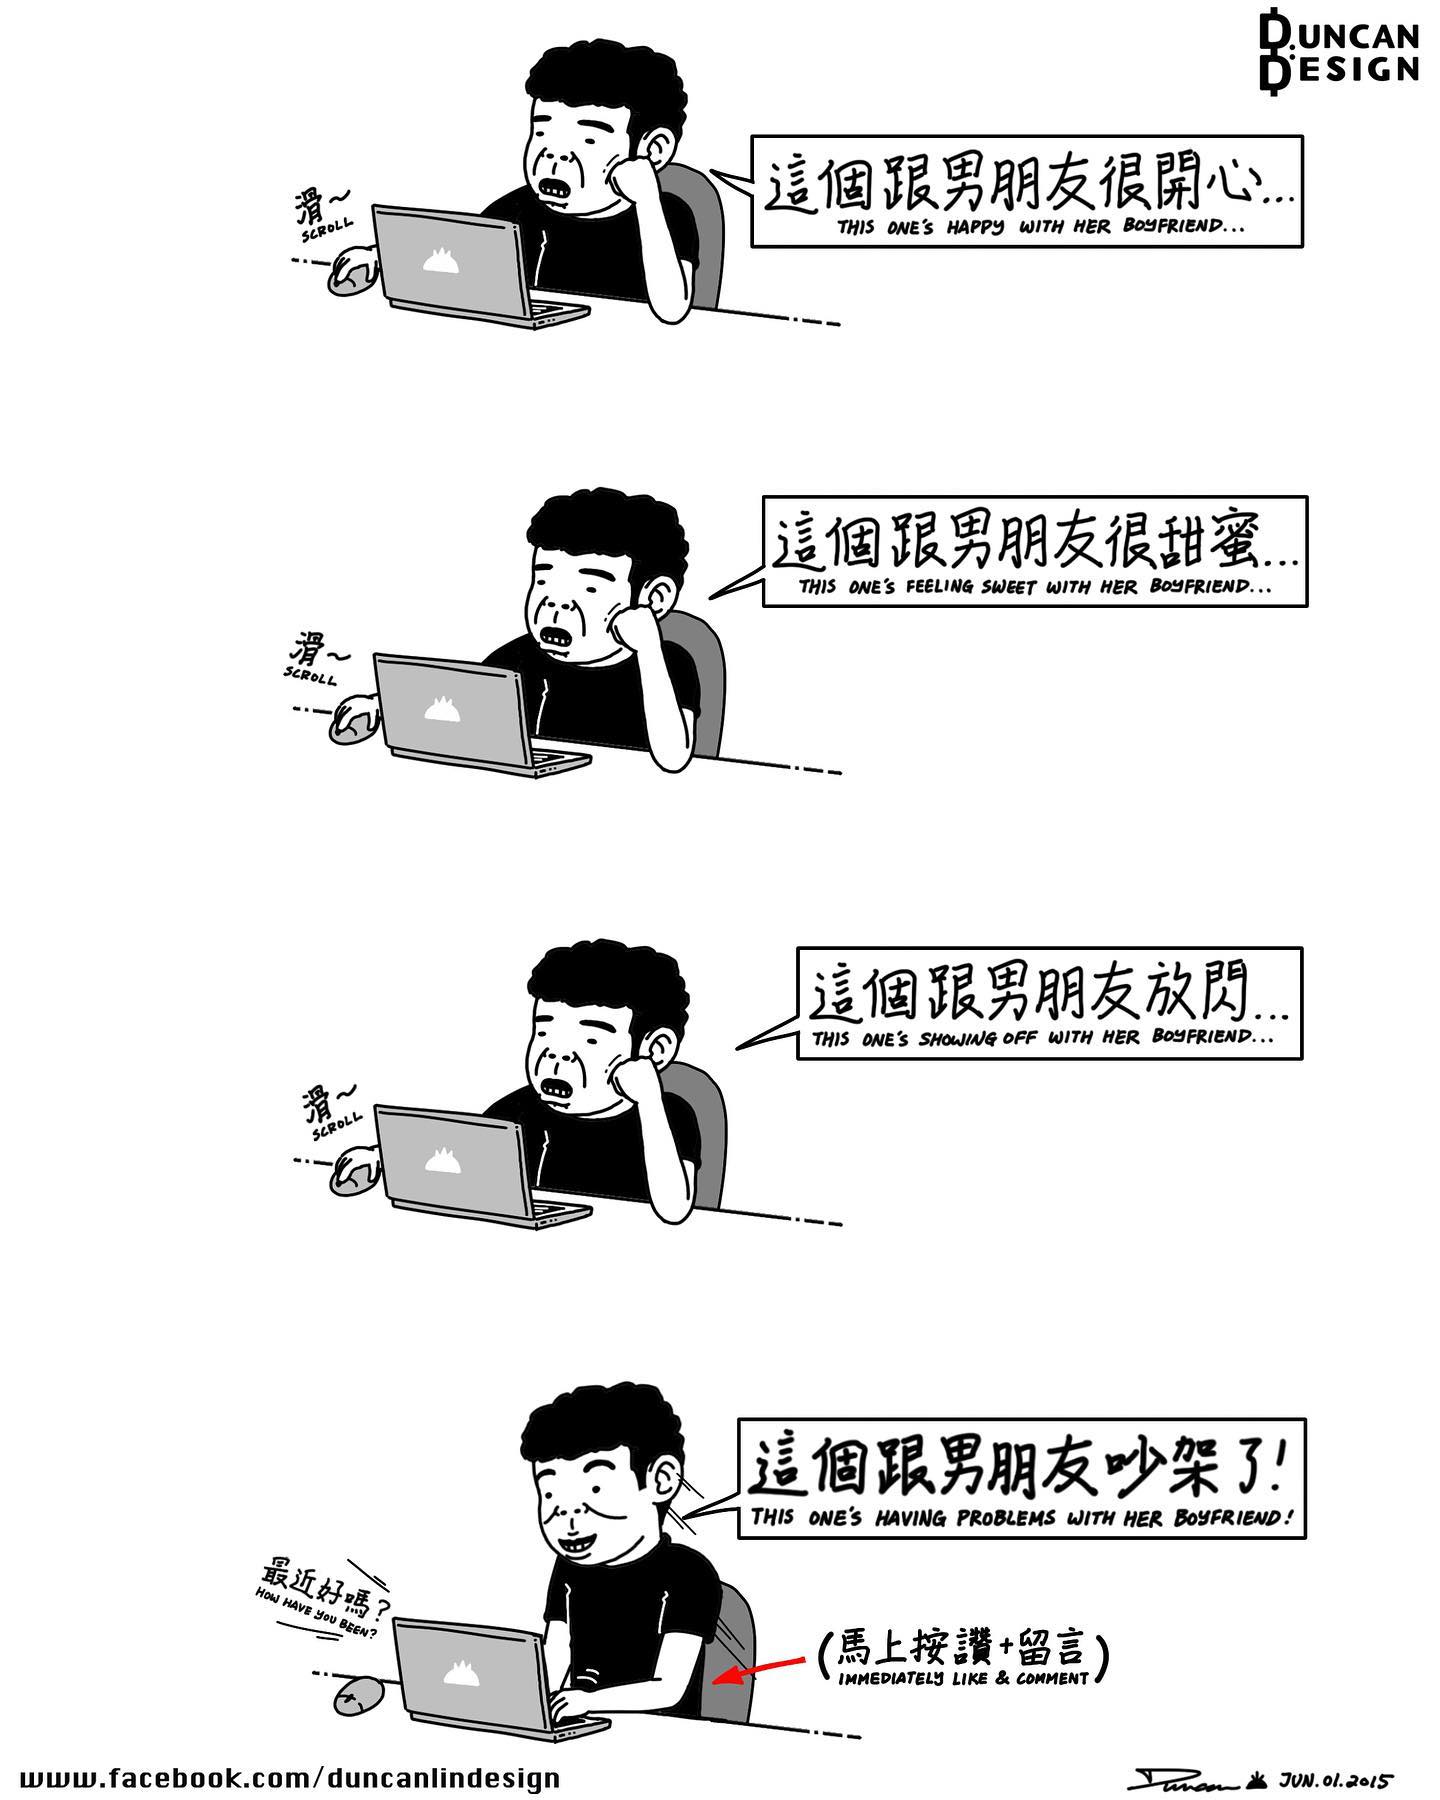 DUNCAN
DESIGN
這個跟男朋友很開心...
THIS ONE'S HAPPY WITH HER BOYFRIEND...
滑~
SCROLL
這個跟男朋友很甜蜜...
THIS ONE'S FEELING SWEET WITH HER BOYFRIEND...
滑~
SCROLL
這個跟男朋友放閃...
THIS ONE'S SHOWING OFF WITH HER BOYFRIEND...
滑~
SCROLL
這個跟男朋友吵架了!
THIS ONE'S HAVING PROBLEMS WITH HER BOYFRIEND!
最近好嗎?
HOW HAVE YOU BEEN?
(馬上按讚+留言)
IMMEDIATELY LIKE & COMMENT
www.facebook.com/duncanlindesign
Duncan JUN.01.2015